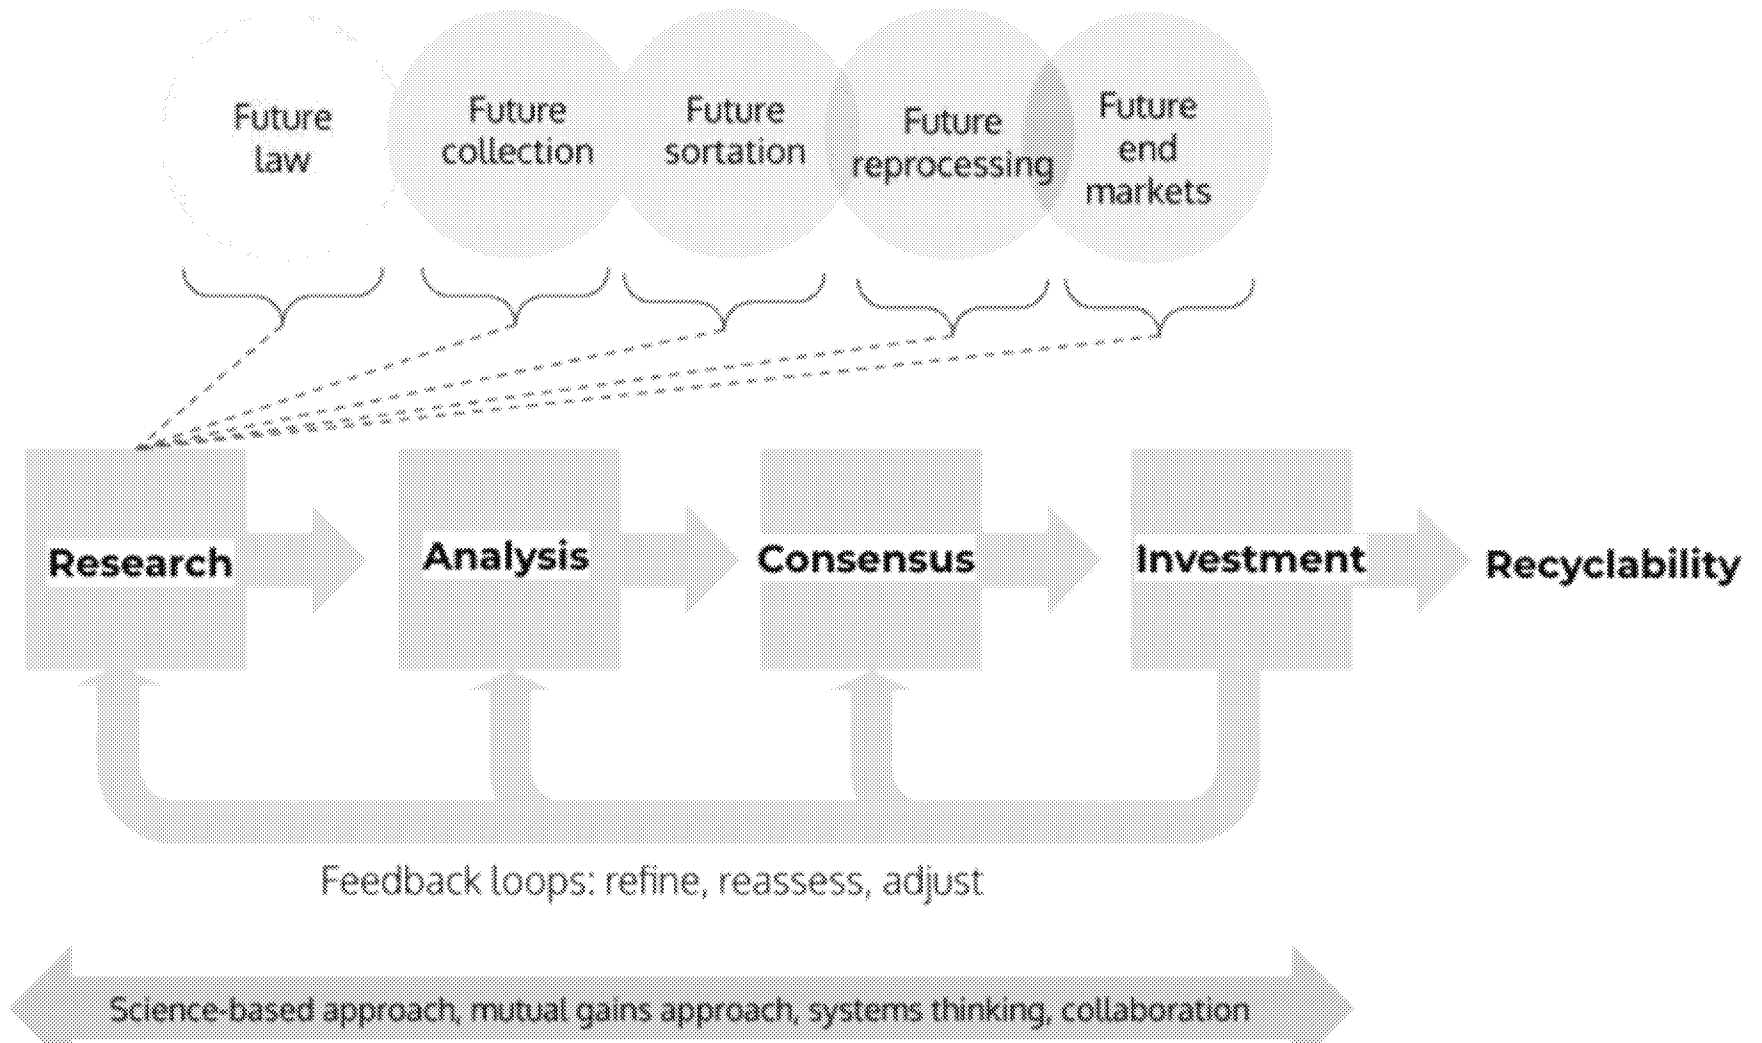 Future
law
Future
collection
Future
sortation
Future
reprocessing
Future
end
markets
Research
Analysis
Consensus
Investment
Recyclability
Feedback loops: refine, reassess, adjust
Science-based approach, mutual gains approach, systems thinking, collaboration